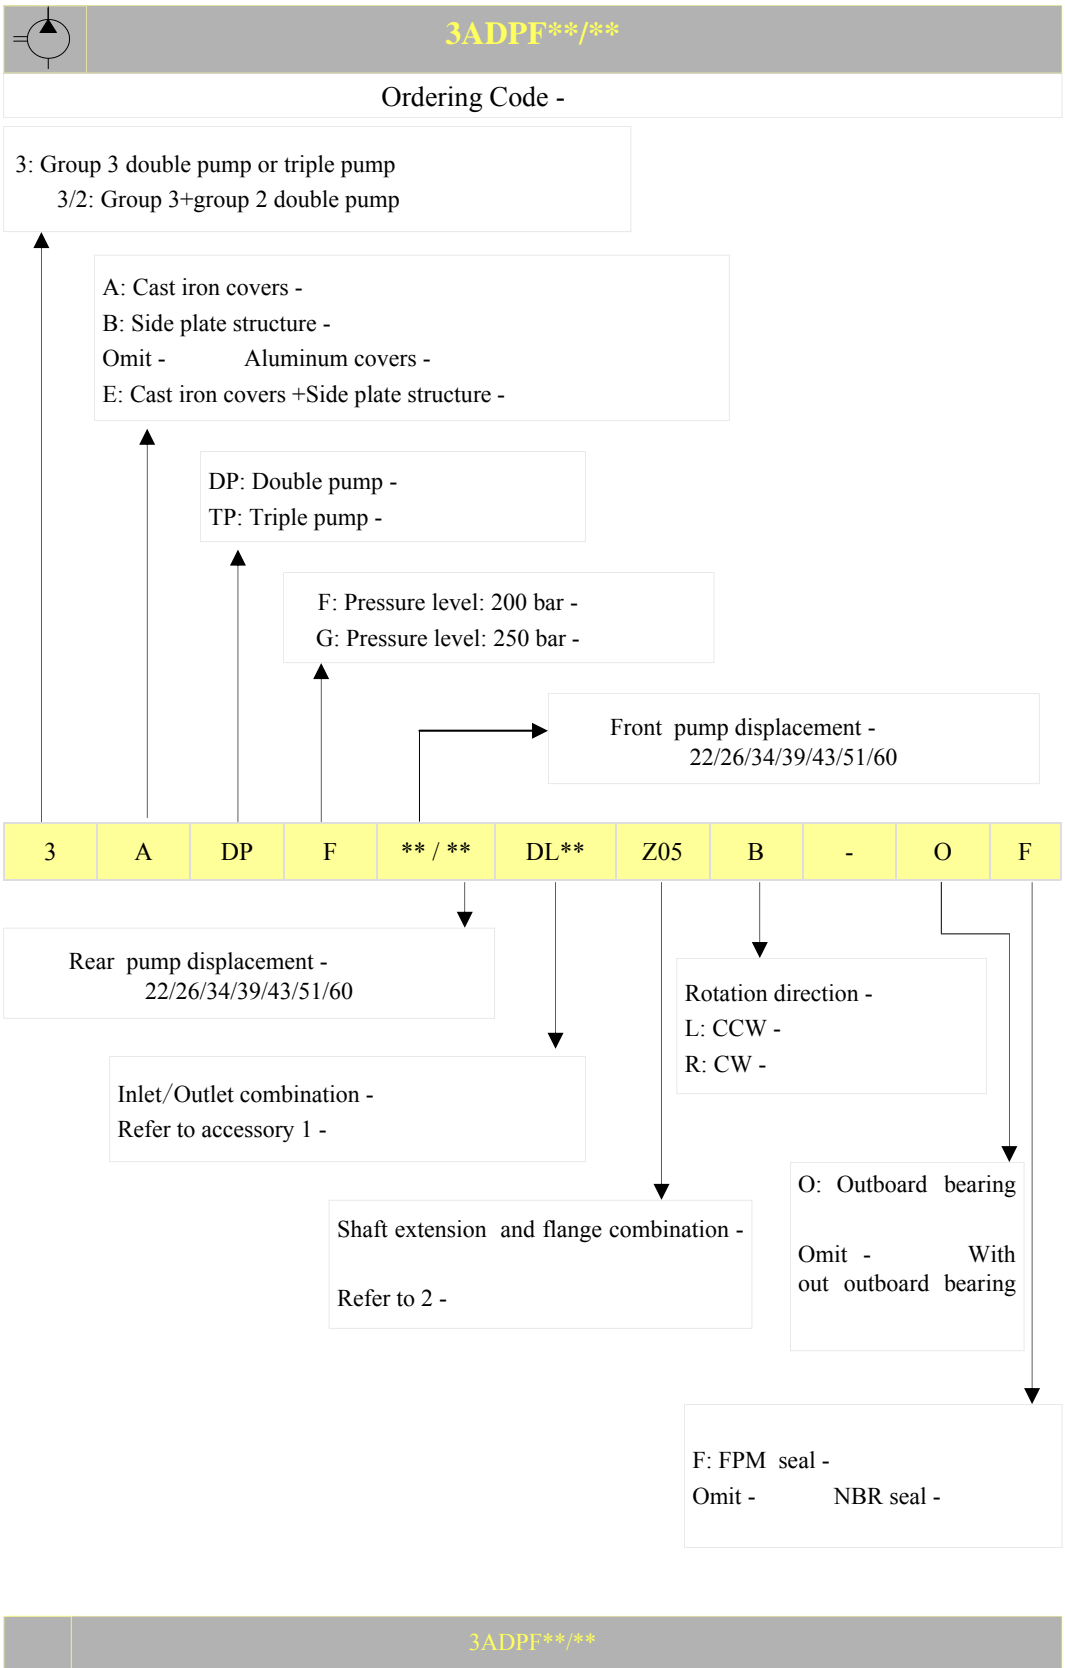 3ADPF**/**
Ordering Code -
3: Group 3 double pump or triple pump
3/2: Group 3+group 2 double pump
A: Cast iron covers -
B: Side plate structure -
Omit - Aluminum covers -
E: Cast iron covers +Side plate structure -
DP: Double pump -
TP: Triple pump -
F: Pressure level: 200 bar -
G: Pressure level: 250 bar -
Front pump displacement -
22/26/34/39/43/51/60
3 A DP F ** / ** DL** Z05 B - O F
Rear pump displacement -
22/26/34/39/43/51/60
Rotation direction -
L: CCW -
R: CW -
Inlet/Outlet combination -
Refer to accessory 1 -
O: Outboard bearing
Omit - With
out outboard bearing
Shaft extension and flange combination -
Refer to 2 -
F: FPM seal -
Omit - NBR seal -
3ADPF**/**